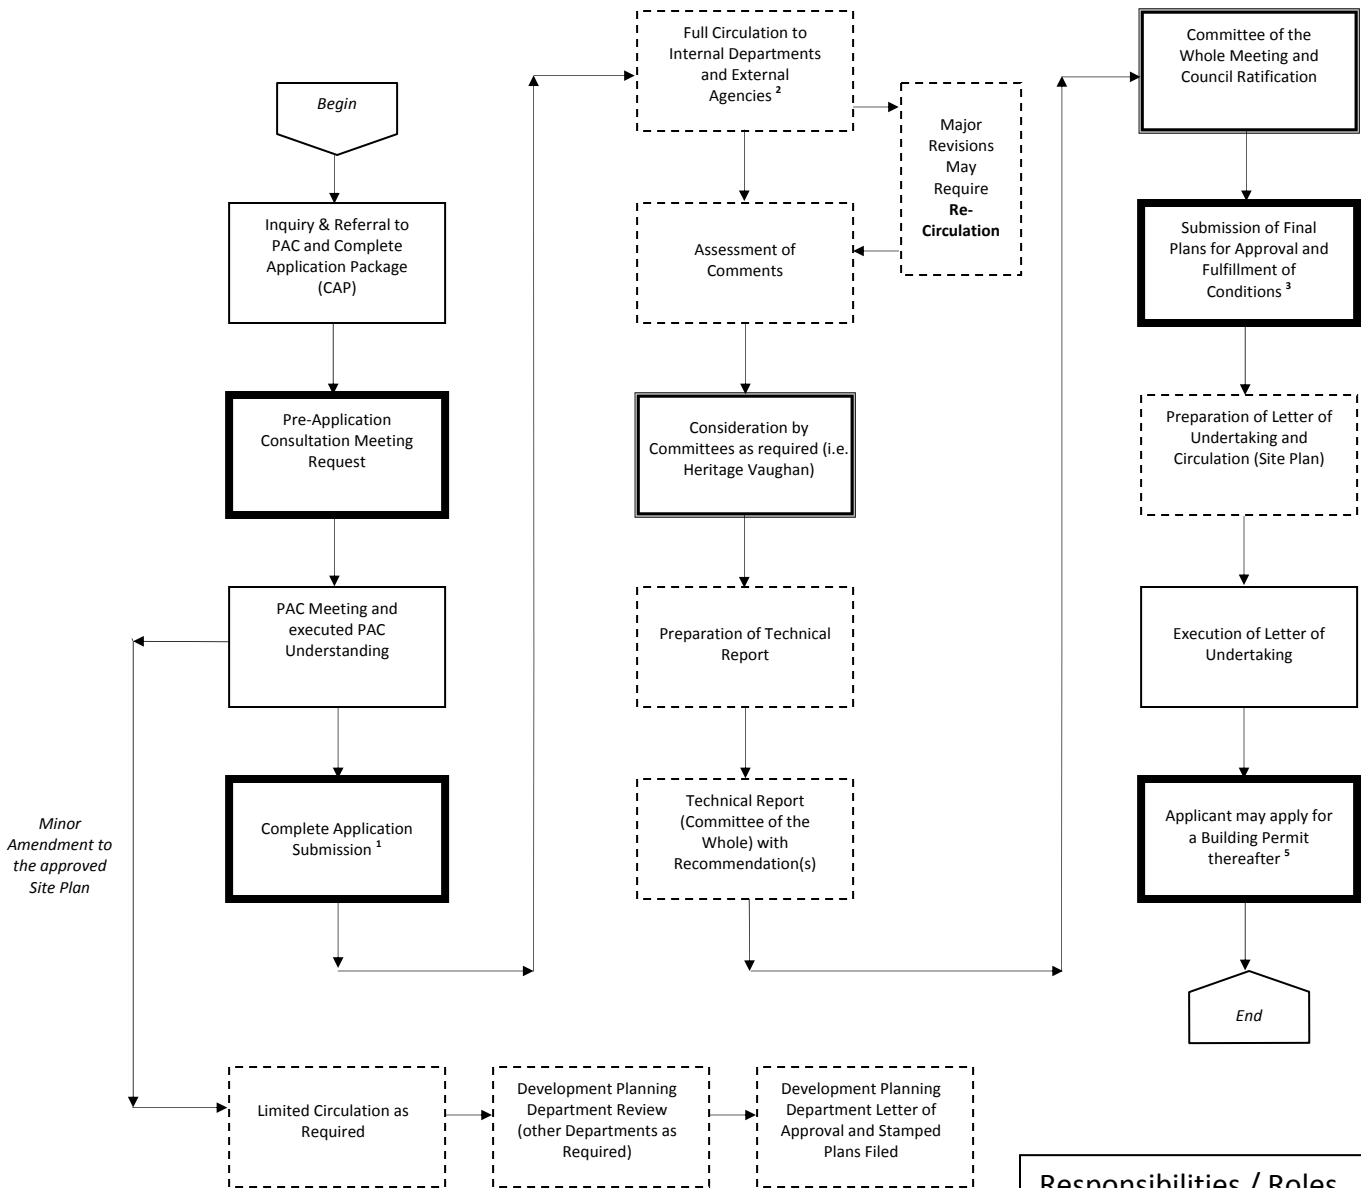 Begin
Inquiry & Referral to
PAC and Complete
Application Package
(CAP)
Pre-Application
Consultation Meeting
Request
PAC Meeting and
executed PAC
Understanding
Minor
Amendment to
the approved
Site Plan
Complete Application
Submission 1
Full Circulation to
Internal Departments
and External
Agencies 2
Major
Revisions
May
Require
Re-
Circulation
Assessment of
Comments
Consideration by
Committees as required (i.e.
Heritage Vaughan)
Preparation of Technical
Report
Technical Report
(Committee of the
Whole) with
Recommendation(s)
Committee of the
Whole Meeting and
Council Ratification
Submission of Final
Plans for Approval and
Fulfillment of
Conditions 3
Preparation of Letter of
Undertaking and
Circulation (Site Plan)
Execution of Letter of
Undertaking
Applicant may apply for
a Building Permit
thereafter 5
End
Limited Circulation as
Required
Development Planning
Department Review
(other Departments as
Required)
Development Planning
Department Letter of
Approval and Stamped
Plans Filed
Responsibilities / Roles